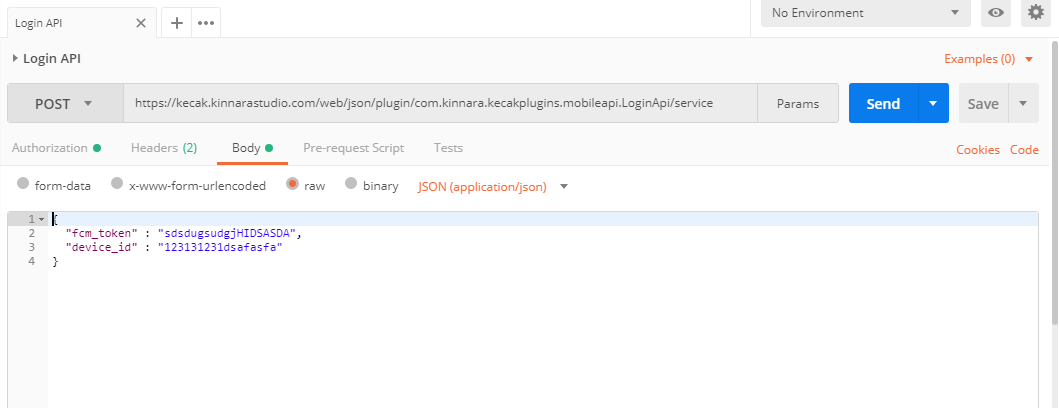 Login API
No Environment
Login API
Examples (0)
POST
https://kecak.kinnarastudio.com/web/json/plugin/com.kinnara.kecakplugins.mobileapi.LoginApi/service
Params
Send
Save
Authorization
Headers (2)
Body
Pre-request Script
Tests
Cookies
Code
form-data
x-www-form-urlencoded
raw
binary
JSON (application/json)
1 {
2 "fcm_token" : "sdsdugsudgjHIDSASDA",
3 "device_id" : "123131231dsafasfa"
4 }